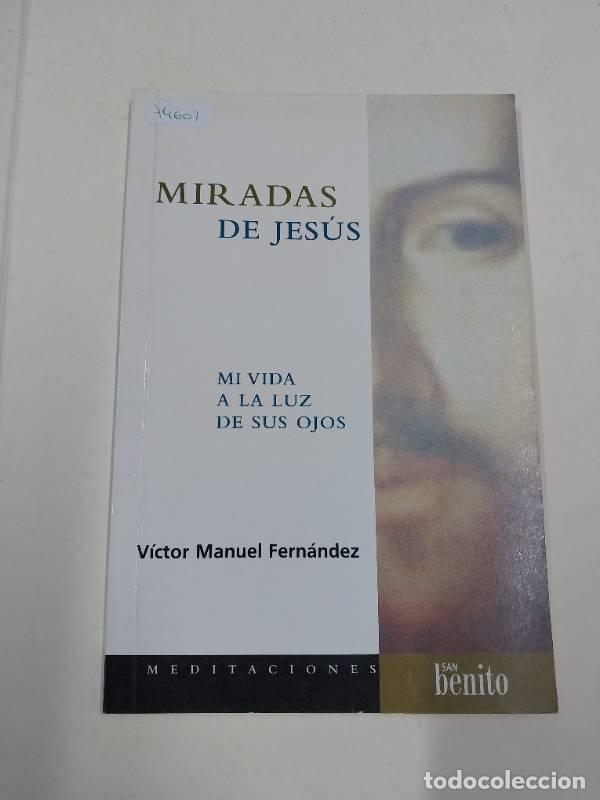 74607
MIRADAS
DE JESÚS
MI VIDA
A LA LUZ
DE SUS OJOS
Víctor Manuel Fernández
MEDITACIONES
SAN
benito
todocoleccion